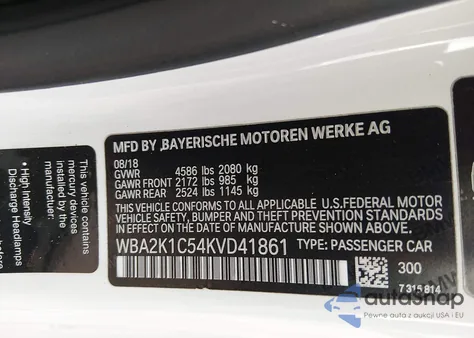 MFD BY BAYERISCHE MOTOREN WERKE AG
08/18
GVWR 4586 lbs 2080 kg
GAWR FRONT 2172 lbs 985 kg
GAWR REAR 2524 lbs 1145 kg
THIS VEHICLE CONFORMS TO ALL APPLICABLE U.S.FEDERAL MOTOR
VEHICLE SAFETY, BUMPER AND THEFT PREVENTION STANDARDS
IN EFFECT ON THE DATE OF MANUFACTURE SHOWN ABOVE.
WBA2K1C54KVD41861 TYPE: PASSENGER CAR
300
7315814
This vehicle contains
mercury devices
installed by the
manufacturer:
• High Intensity
Discharge Headlamps
autoSnap
Pewne auta z aukcji USA i EU